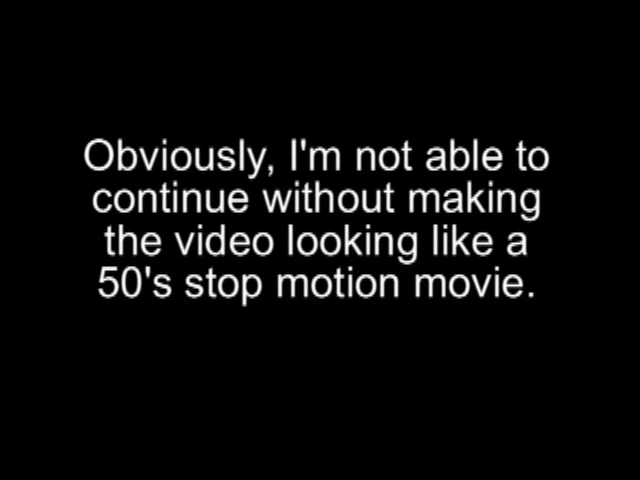 Obviously, I'm not able to
continue without making
the video looking like a
50's stop motion movie.